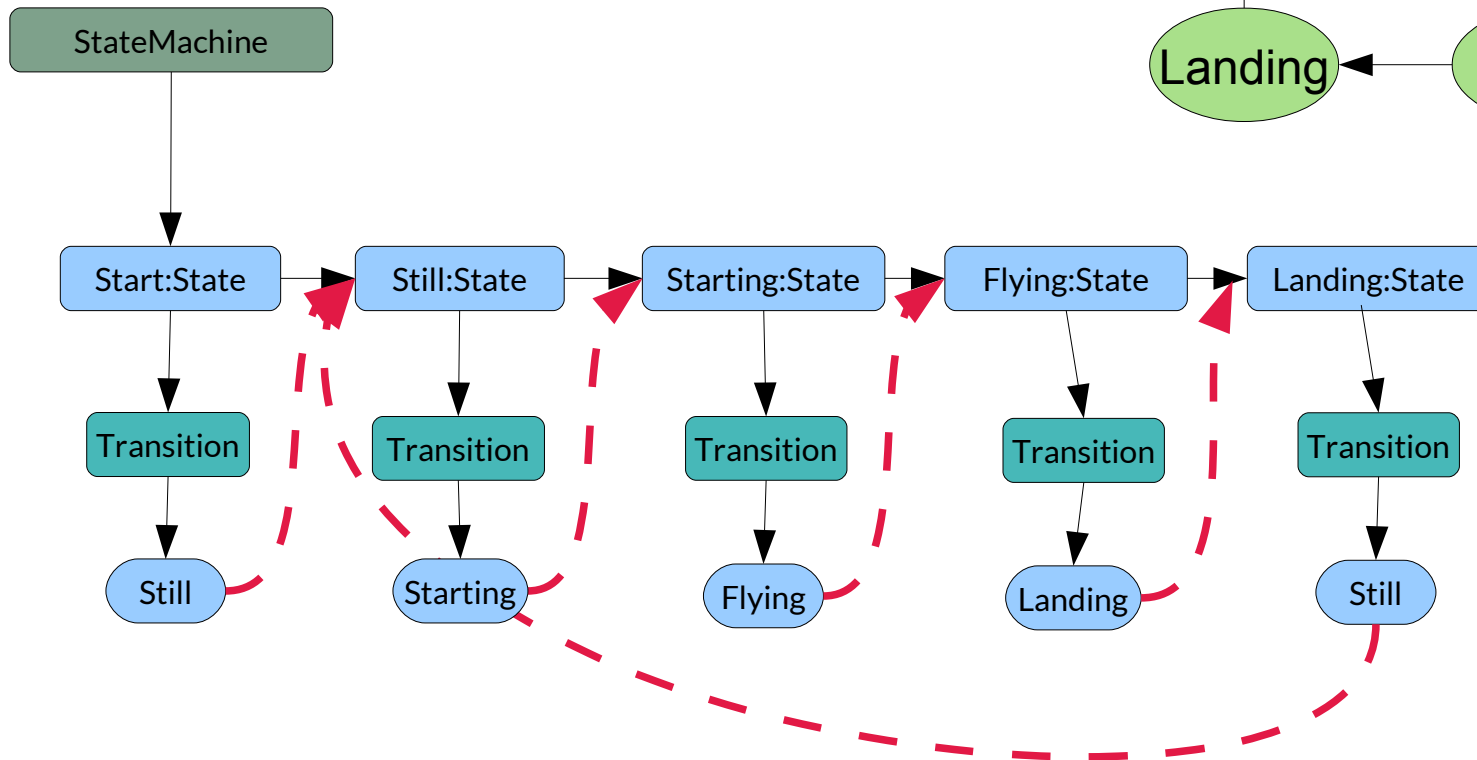 StateMachine
Landing
Start:State
Still:State
Starting:State
Flying:State
Landing:State
Transition
Transition
Transition
Transition
Transition
Still
Starting
Flying
Landing
Still